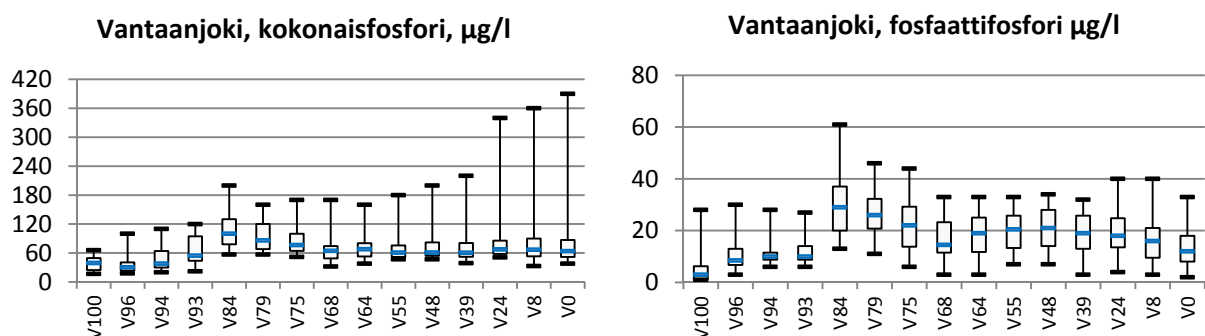 Vantaanjoki, kokonaisfosfori, µg/l
420
360
300
240
180
120
60
0
V100
V96
V94
V93
V84
V79
V75
V68
V64
V55
V48
V39
V24
V8
V0
Vantaanjoki, fosfaattifosfori µg/l
80
60
40
20
0
V100
V96
V94
V93
V84
V79
V75
V68
V64
V55
V48
V39
V24
V8
V0